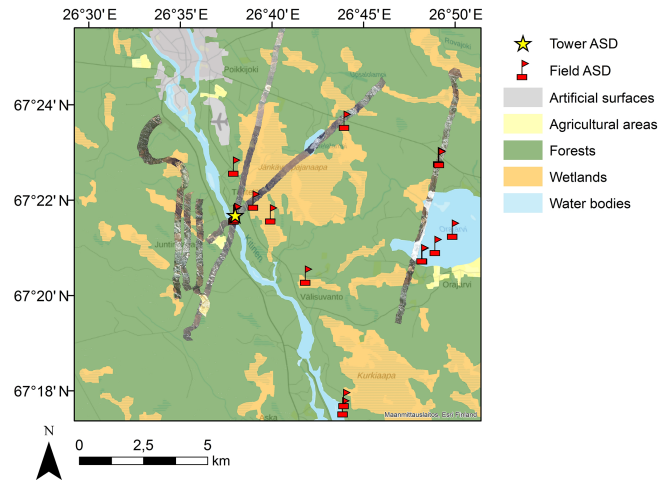 26°30' E 26°35' E 26°40' E 26°45' E 26°50' E
67°24' N
67°22' N
67°20' N
67°18' N
Poikkijoki
Välisuvanto
Orajärvi
Kurkiaapa
Maanmittauslaitos, Esri Finland
Tower ASD
Field ASD
Artificial surfaces
Agricultural areas
Forests
Wetlands
Water bodies
N
0 2,5 5
km